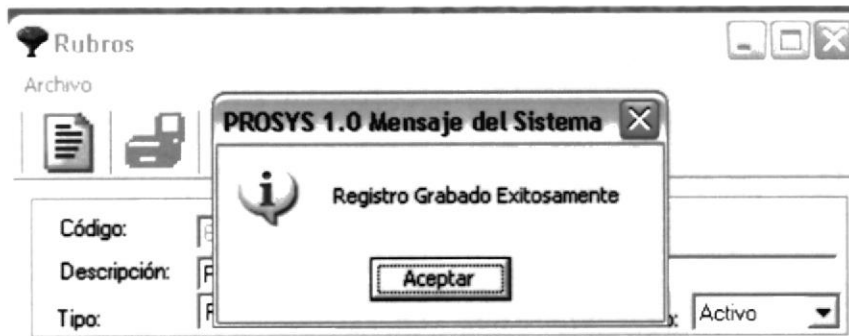 Rubros
Archivo
PROSYS 1.0 Mensaje del Sistema
Registro Grabado Exitosamente
Código:
Descripción:
Aceptar
Tipo:
Activo